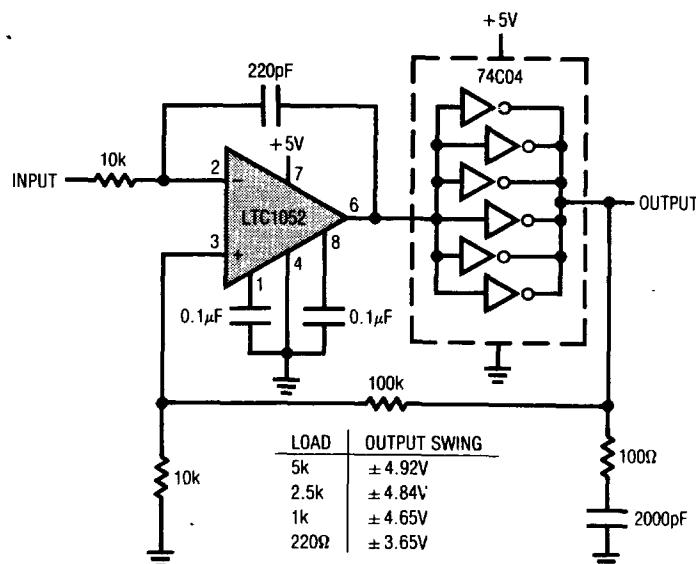 +5V
74C04
220pF
+5V
10k
INPUT
2
−
7
LTC1052
6
OUTPUT
3
+
8
1
4
0.1µF
0.1µF
100k
10k
LOAD OUTPUT SWING
5k ±4.92V
2.5k ±4.84V
1k ±4.65V
220Ω ±3.65V
100Ω
2000pF